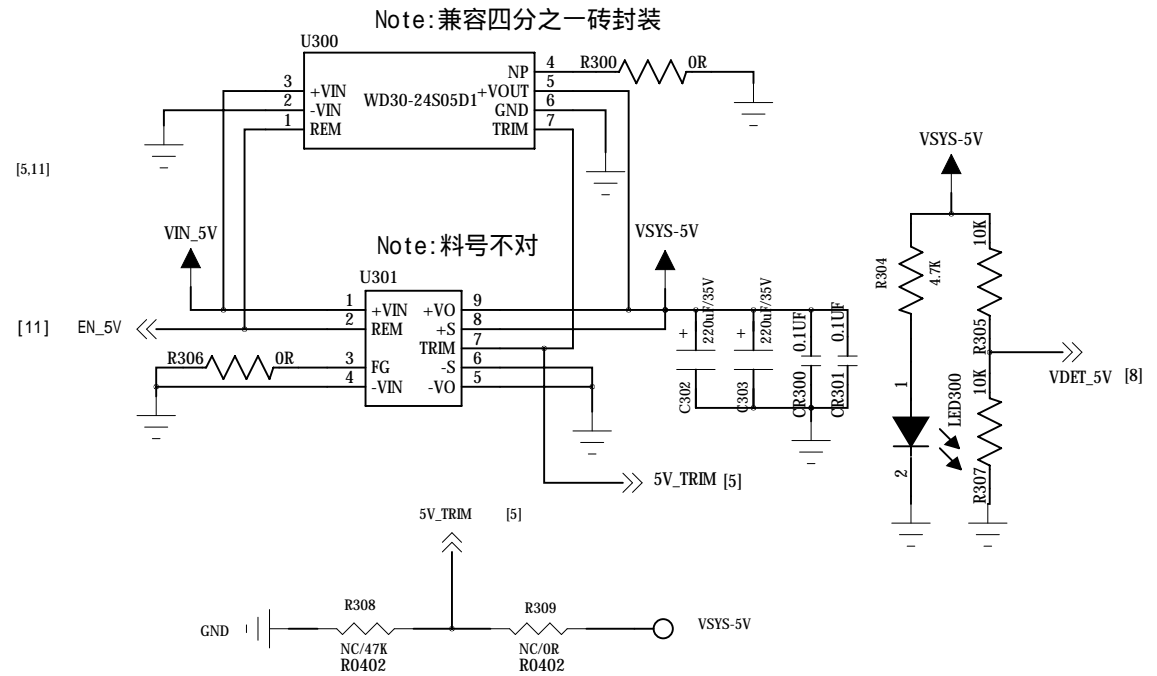 Note:兼容四分之一砖封装
U300
NP 4 R300 0R
3 +VIN WD30-24S05D1 +VOUT 5
2 -VIN GND 6
1 REM TRIM 7
[5,11]
VSYS-5V
VIN_5V
Note:料号不对
VSYS-5V
U301
1 +VIN +VO 9
2 REM +S 8
TRIM 7
R306 0R 3 FG -S 6
4 -VIN -VO 5
[11] EN_5V
+ 220uF/35V C302
+ 220uF/35V C303
0.1UF CR300
0.1UF CR301
R304 4.7K
10K R305
1 LED300 2
10K R307
VDET_5V [8]
5V_TRIM [5]
5V_TRIM [5]
R308 R309
GND VSYS-5V
NC/47K NC/0R
R0402 R0402